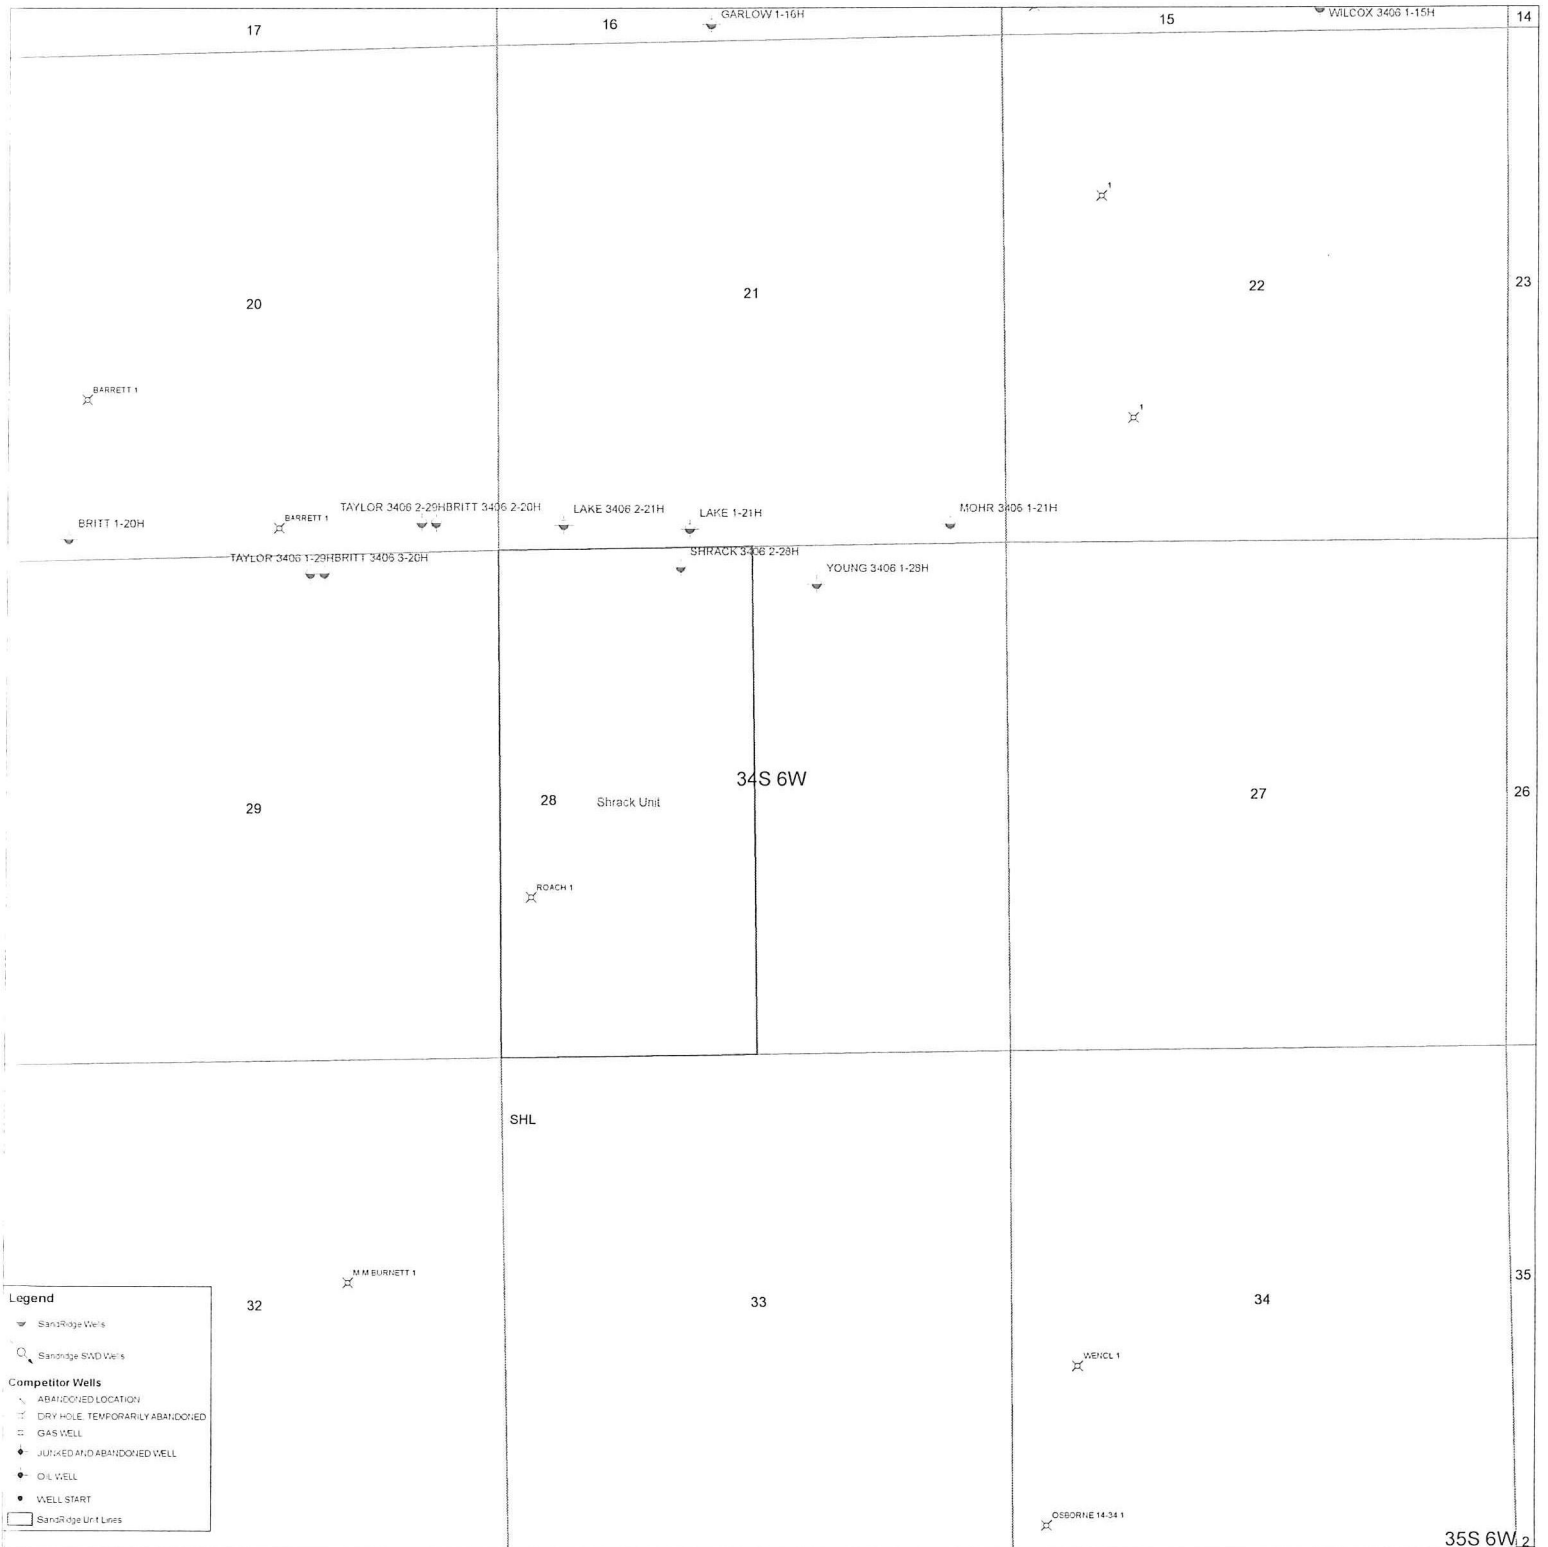 17
16
GARLOW 1-16H
15
WILCOX 3406 1-15H
14
1
20
21
22
23
BARRETT 1
1
BRITT 1-20H
BARRETT 1
TAYLOR 3406 2-29H
BRITT 3406 2-20H
LAKE 3406 2-21H
LAKE 1-21H
MOHR 3406 1-21H
TAYLOR 3406 1-29H
BRITT 3406 3-20H
SHRACK 3406 2-28H
YOUNG 3406 1-28H
34S 6W
29
28
Shrack Unit
27
26
ROACH 1
SHL
M M BURNETT 1
32
33
34
35
WENCL 1
OSBORNE 14-34 1
35S 6W
2
Legend
SandRidge Wells
Sandridge SWD Wells
Competitor Wells
ABANDONED LOCATION
DRY HOLE, TEMPORARILY ABANDONED
GAS WELL
JUNKED AND ABANDONED WELL
OIL WELL
WELL START
SandRidge Unit Lines